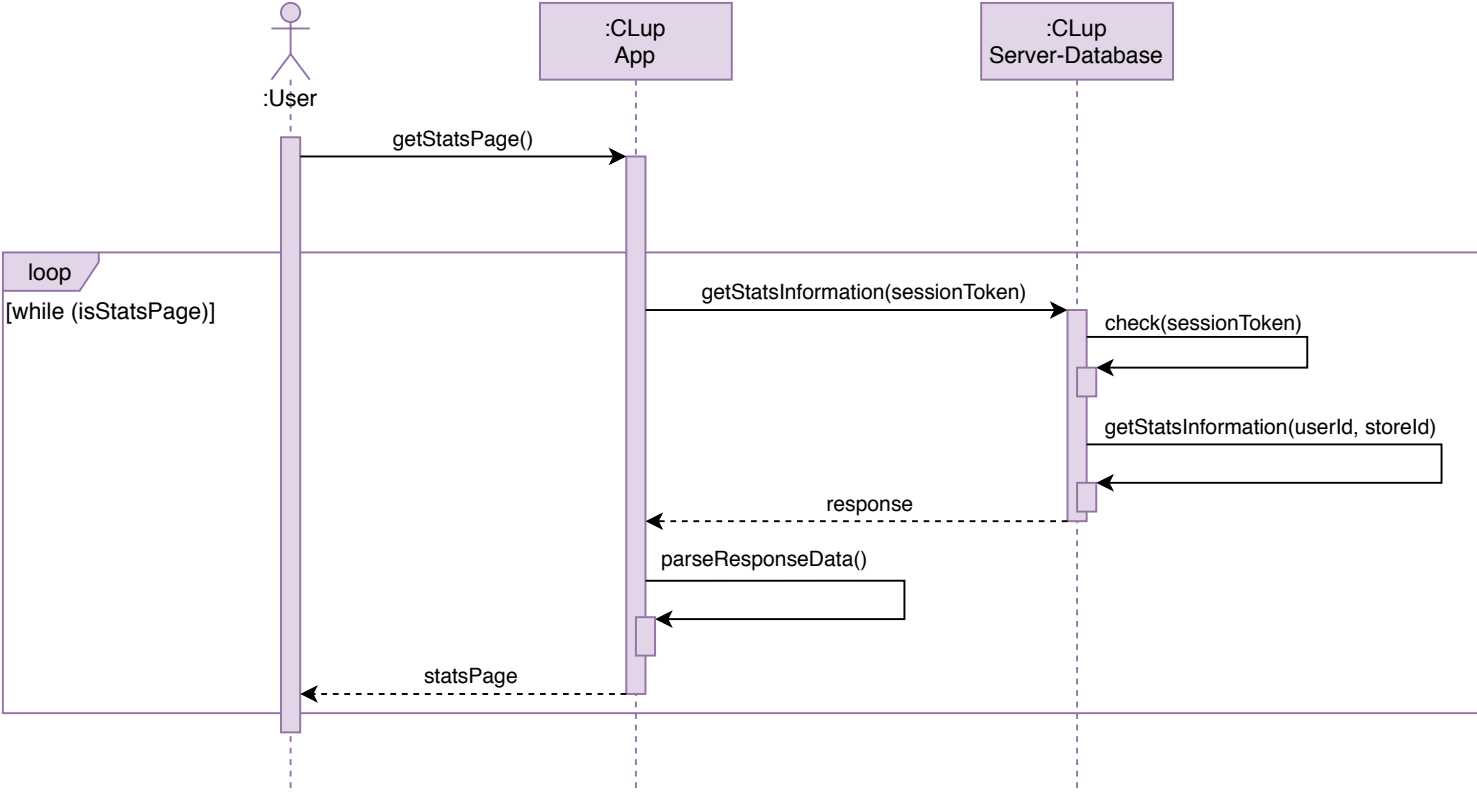 :User
:CLup
App
:CLup
Server-Database
getStatsPage()
loop
[while (isStatsPage)]
getStatsInformation(sessionToken)
check(sessionToken)
getStatsInformation(userId, storeId)
response
parseResponseData()
statsPage